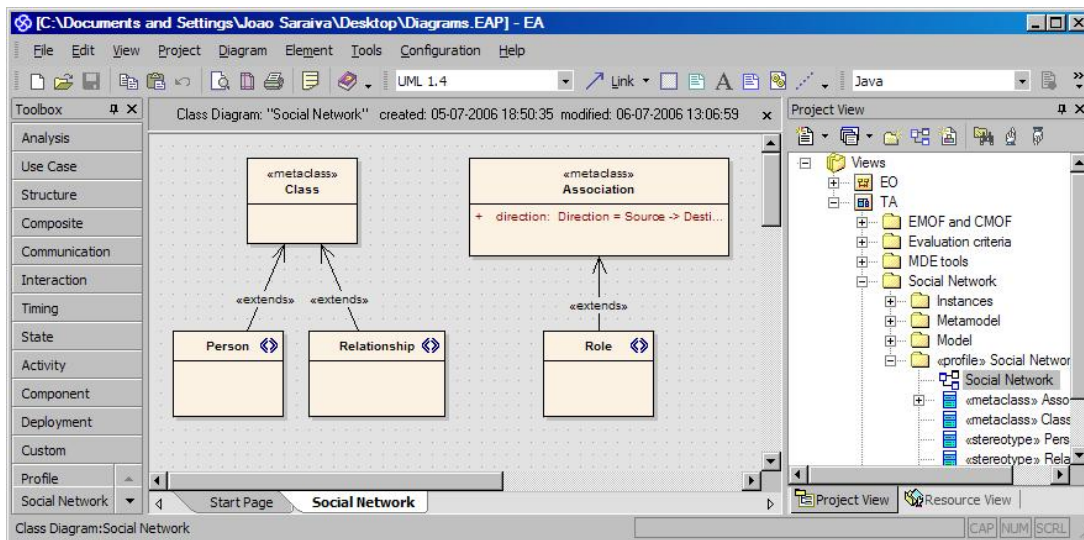 [C:\Documents and Settings\Joao Saraiva\Desktop\Diagrams.EAP] - EA
File Edit View Project Diagram Element Tools Configuration Help
UML 1.4 Link A Java
Toolbox
Analysis
Use Case
Structure
Composite
Communication
Interaction
Timing
State
Activity
Component
Deployment
Custom
Profile
Social Network
Class Diagram: "Social Network" created: 05-07-2006 18:50:35 modified: 06-07-2006 13:06:59
«metaclass»
Class
«metaclass»
Association
+ direction: Direction = Source -> Desti...
«extends» «extends» «extends»
Person Relationship Role
Start Page Social Network
Project View
Views
EO
TA
EMOF and CMOF
Evaluation criteria
MDE tools
Social Network
Instances
Metamodel
Model
«profile» Social Networ
Social Network
«metaclass» Asso
«metaclass» Class
«stereotype» Pers
«stereotype» Rela
Project View Resource View
Class Diagram:Social Network CAP NUM SCRL